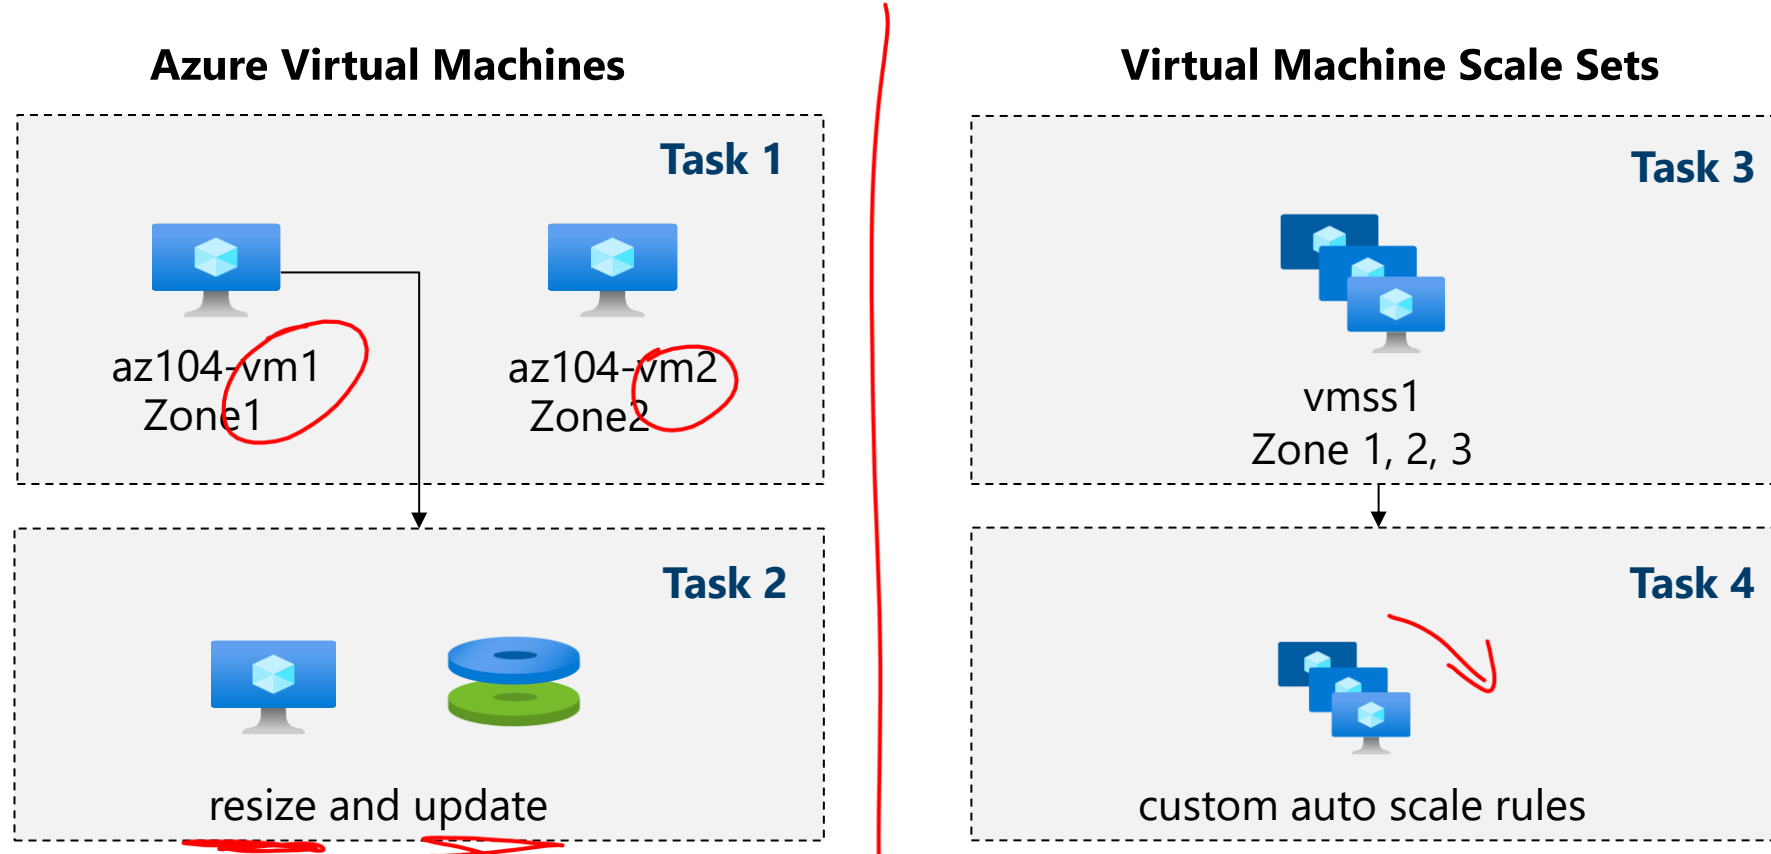 Azure Virtual Machines
Task 1
az104-vm1
Zone1
az104-vm2
Zone2
Task 2
resize and update
Virtual Machine Scale Sets
Task 3
vmss1
Zone 1, 2, 3
Task 4
custom auto scale rules